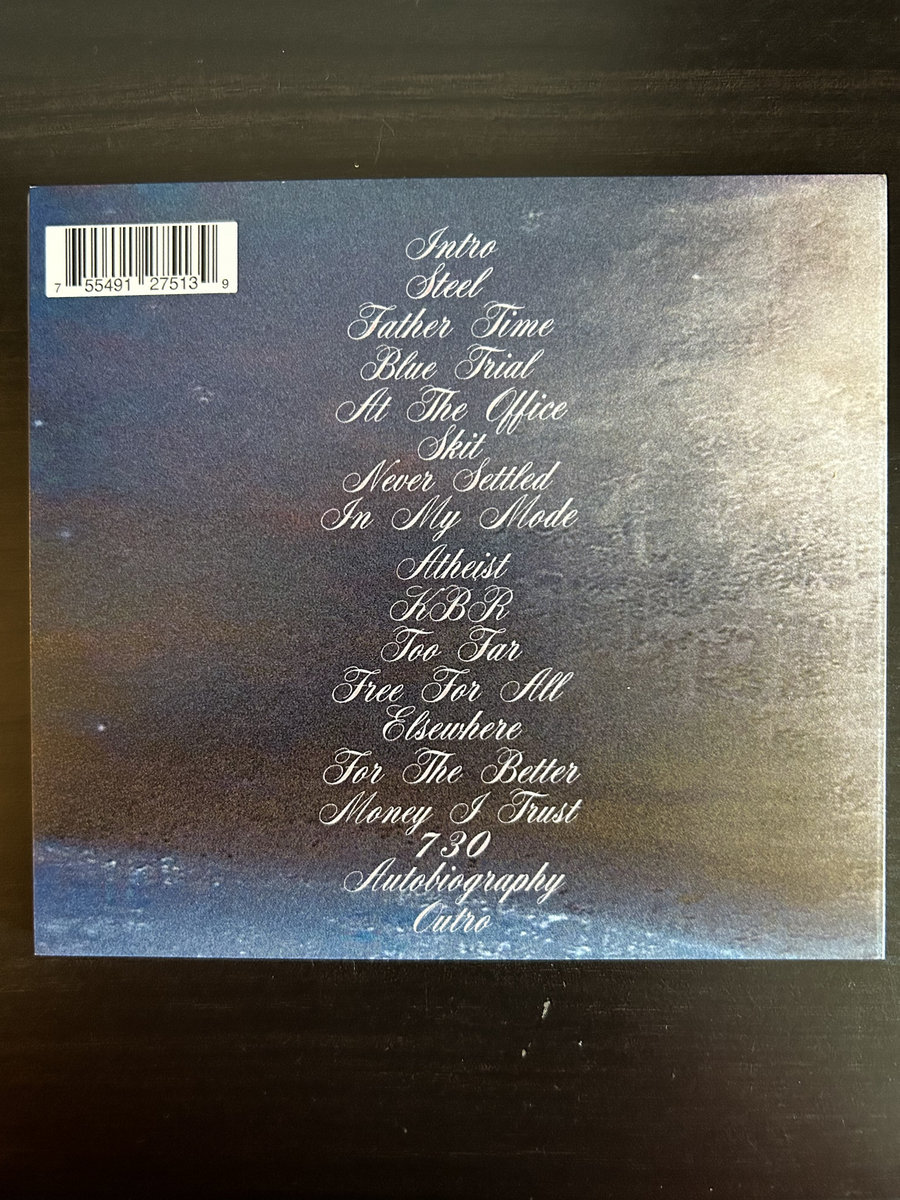 7 55491 27513 9
Intro
Steel
Father Time
Blue Trial
At The Office
Skit
Never Settled
In My Mode
Atheist
KBR
Too Far
Free For All
Elsewhere
For The Better
Money I Trust
730
Autobiography
Outro